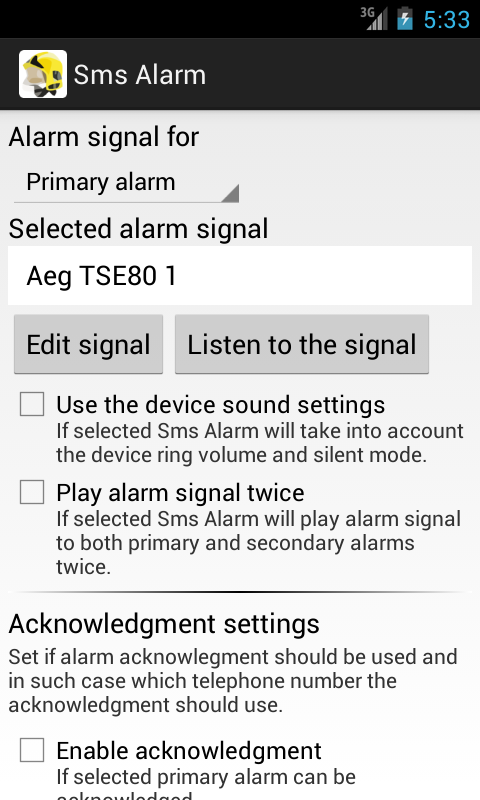 3G 5:33
Sms Alarm
Alarm signal for
Primary alarm
Selected alarm signal
Aeg TSE80 1
Edit signal Listen to the signal
Use the device sound settings
If selected Sms Alarm will take into account
the device ring volume and silent mode.
Play alarm signal twice
If selected Sms Alarm will play alarm signal
to both primary and secondary alarms
twice.
Acknowledgment settings
Set if alarm acknowlegment should be used and
in such case which telephone number the
acknowledgment should use.
Enable acknowledgment
If selected primary alarm can be
acknowledged